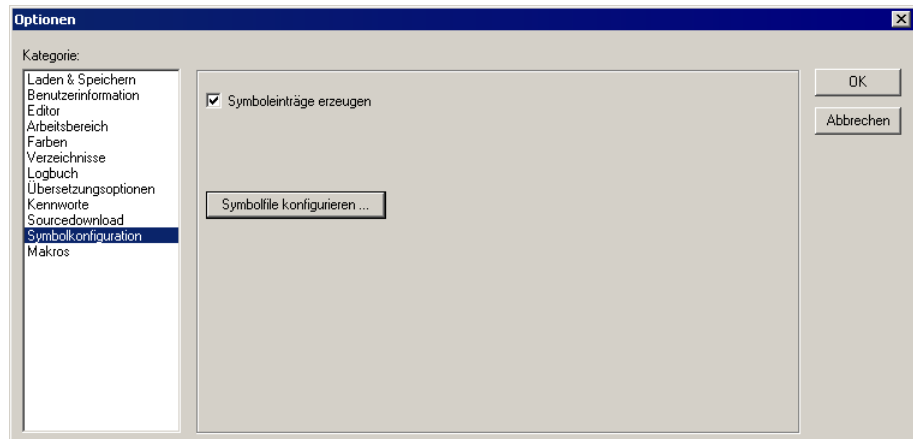 Optionen
Kategorie:
Laden & Speichern
Benutzerinformation
Editor
Arbeitsbereich
Farben
Verzeichnisse
Logbuch
Übersetzungsoptionen
Kennworte
Sourcedownload
Symbolkonfiguration
Makros
Symboleinträge erzeugen
Symbolfile konfigurieren ...
OK
Abbrechen